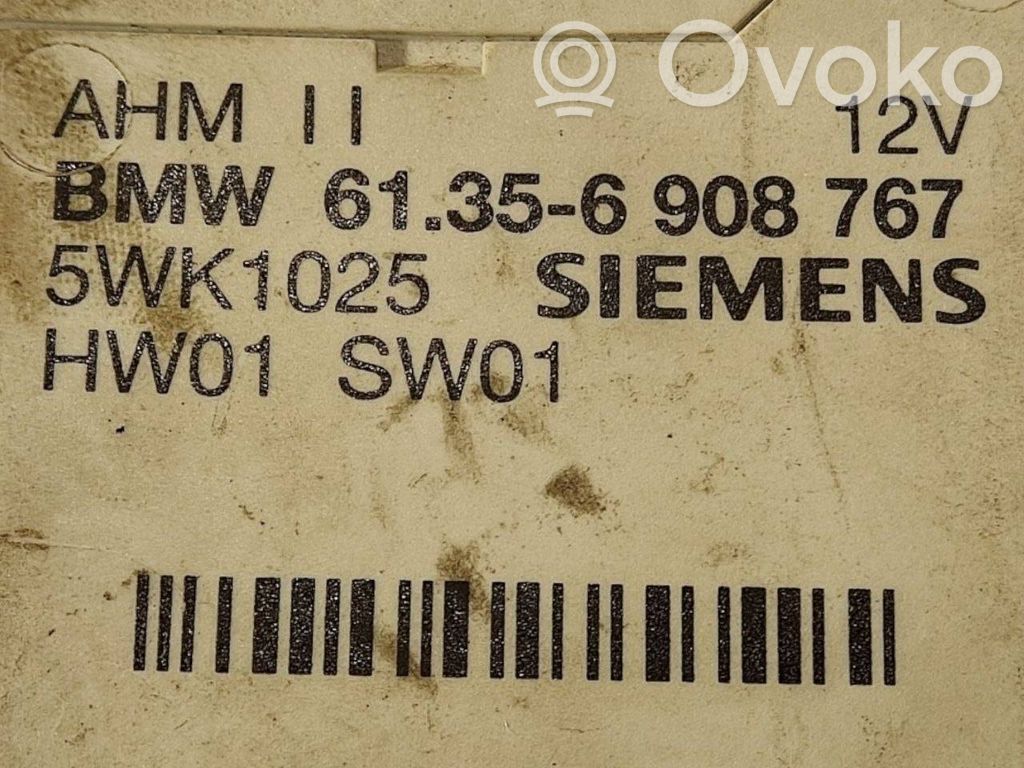 Ovoko
AHM II 12V
BMW 61.35-6 908 767
5WK1025 SIEMENS
HW01 SW01